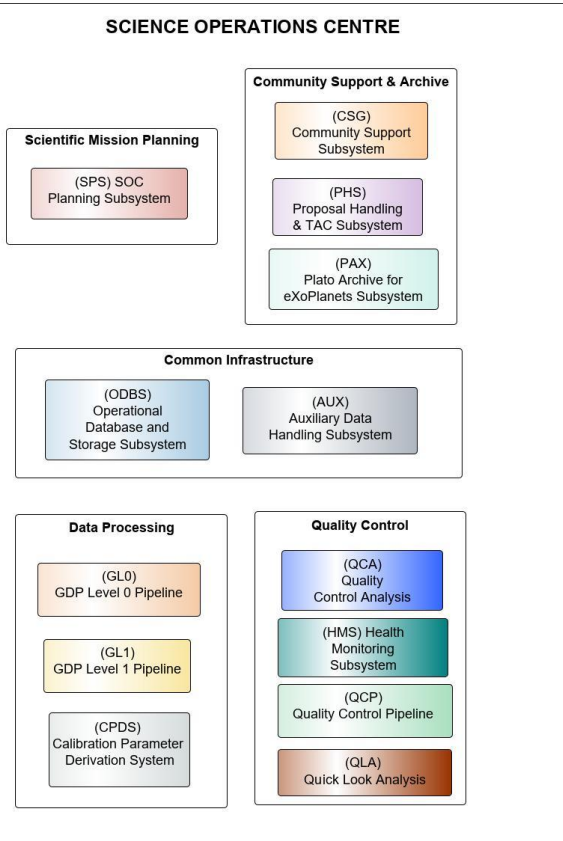 SCIENCE OPERATIONS CENTRE
Community Support & Archive
(CSG)
Community Support
Subsystem
(PHS)
Proposal Handling
& TAC Subsystem
(PAX)
Plato Archive for
eXoPlanets Subsystem
Scientific Mission Planning
(SPS) SOC
Planning Subsystem
Common Infrastructure
(ODBS)
Operational
Database and
Storage Subsystem
(AUX)
Auxiliary Data
Handling Subsystem
Data Processing
(GL0)
GDP Level 0 Pipeline
(GL1)
GDP Level 1 Pipeline
(CPDS)
Calibration Parameter
Derivation System
Quality Control
(QCA)
Quality
Control Analysis
(HMS) Health
Monitoring
Subsystem
(QCP)
Quality Control Pipeline
(QLA)
Quick Look Analysis